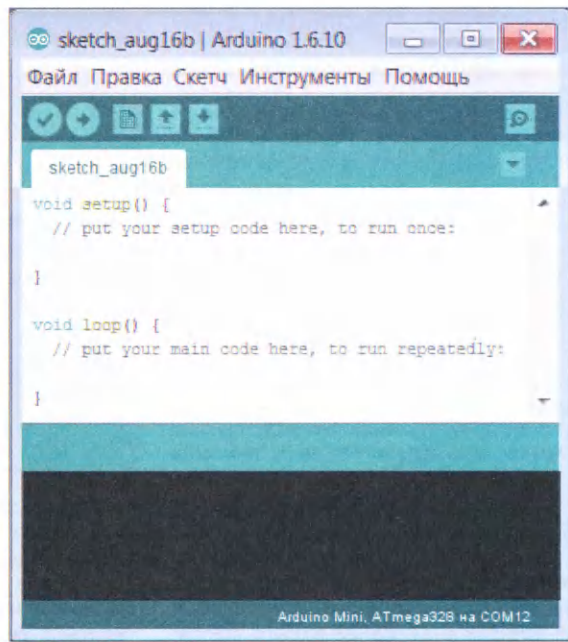 sketch_aug16b | Arduino 1.6.10
Файл Правка Скетч Инструменты Помощь
sketch_aug16b
void setup() {
// put your setup code here, to run once:
}
void loop() {
// put your main code here, to run repeatedly:
}
Arduino Mini, ATmega328 на COM12